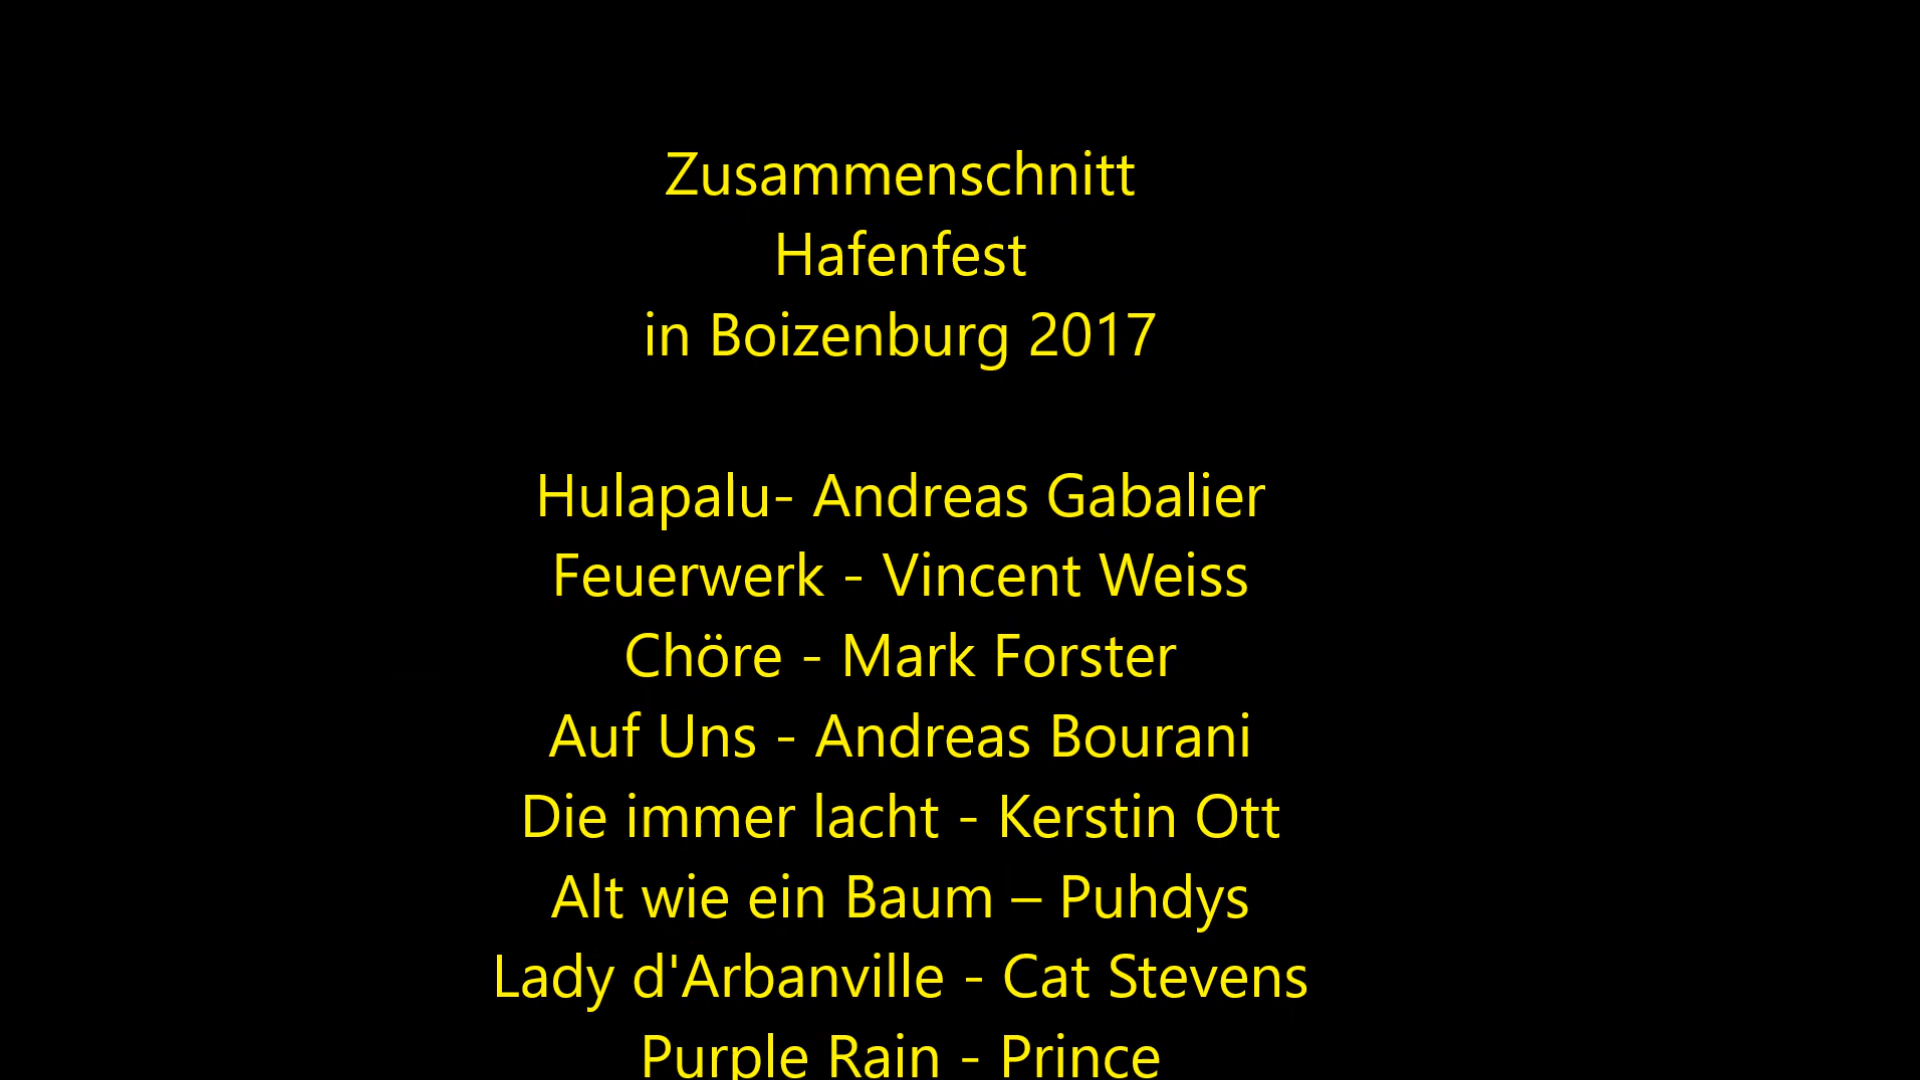 Zusammenschnitt
Hafenfest
in Boizenburg 2017
Hulapalu- Andreas Gabalier
Feuerwerk - Vincent Weiss
Chöre - Mark Forster
Auf Uns - Andreas Bourani
Die immer lacht - Kerstin Ott
Alt wie ein Baum – Puhdys
Lady d'Arbanville - Cat Stevens
Purple Rain - Prince